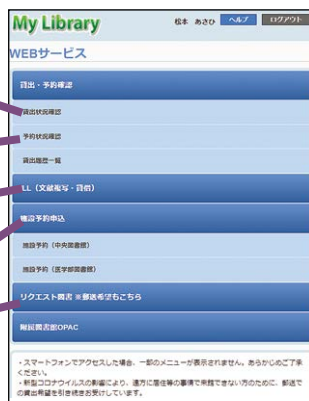 My Library
松本 あさひ ヘルプ ログアウト
WEBサービス
貸出・予約確認
貸出状況確認
予約状況確認
貸出履歴一覧
ILL（文献複写・貸借）
施設予約申込
施設予約（中央図書館）
施設予約（医学部図書館）
リクエスト図書 ※郵送希望もこちら
附属図書館OPAC
・スマートフォンでアクセスした場合、一部のメニューが表示されません。あらかじめご了承
ください。
・新型コロナウイルスの影響により、遠方に居住等の事情で来館できない方のために、郵送で
の貸出希望を引き続きお受けしています。